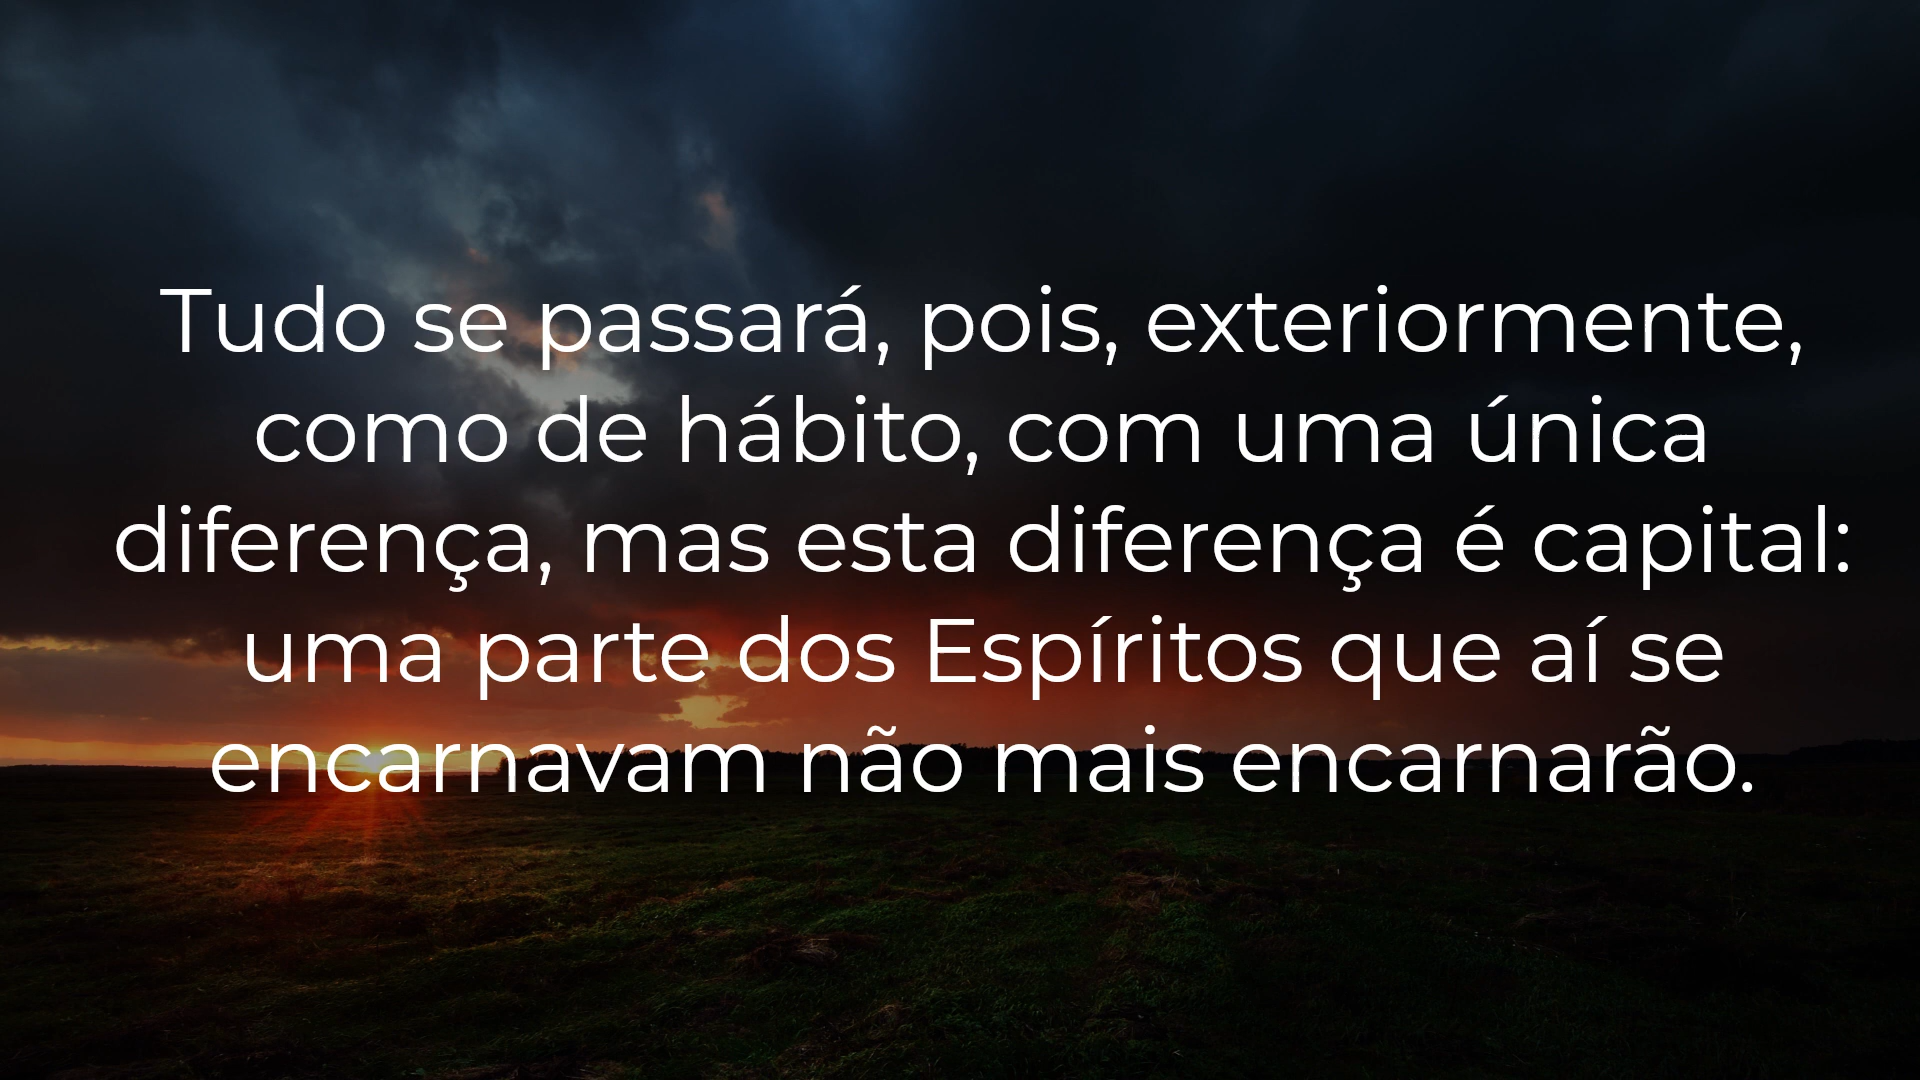 Tudo se passará, pois, exteriormente,
como de hábito, com uma única
diferença, mas esta diferença é capital:
uma parte dos Espíritos que aí se
encarnavam não mais encarnarão.